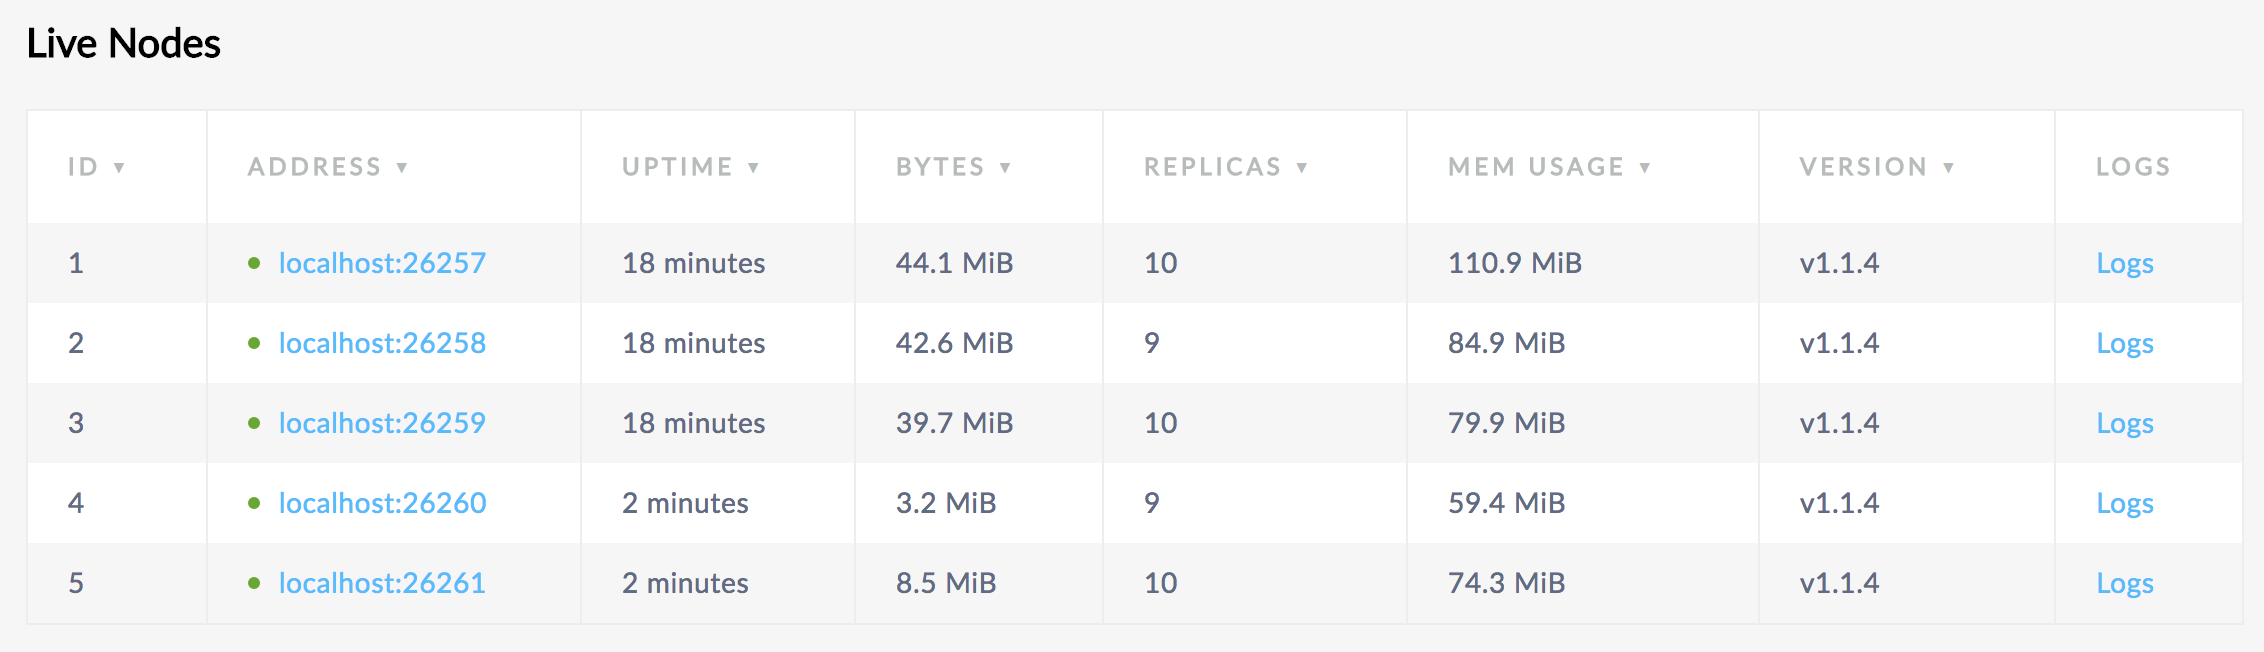 Live Nodes
ID ▼ ADDRESS ▼ UPTIME ▼ BYTES ▼ REPLICAS ▼ MEM USAGE ▼ VERSION ▼ LOGS
1 localhost:26257 18 minutes 44.1 MiB 10 110.9 MiB v1.1.4 Logs
2 localhost:26258 18 minutes 42.6 MiB 9 84.9 MiB v1.1.4 Logs
3 localhost:26259 18 minutes 39.7 MiB 10 79.9 MiB v1.1.4 Logs
4 localhost:26260 2 minutes 3.2 MiB 9 59.4 MiB v1.1.4 Logs
5 localhost:26261 2 minutes 8.5 MiB 10 74.3 MiB v1.1.4 Logs